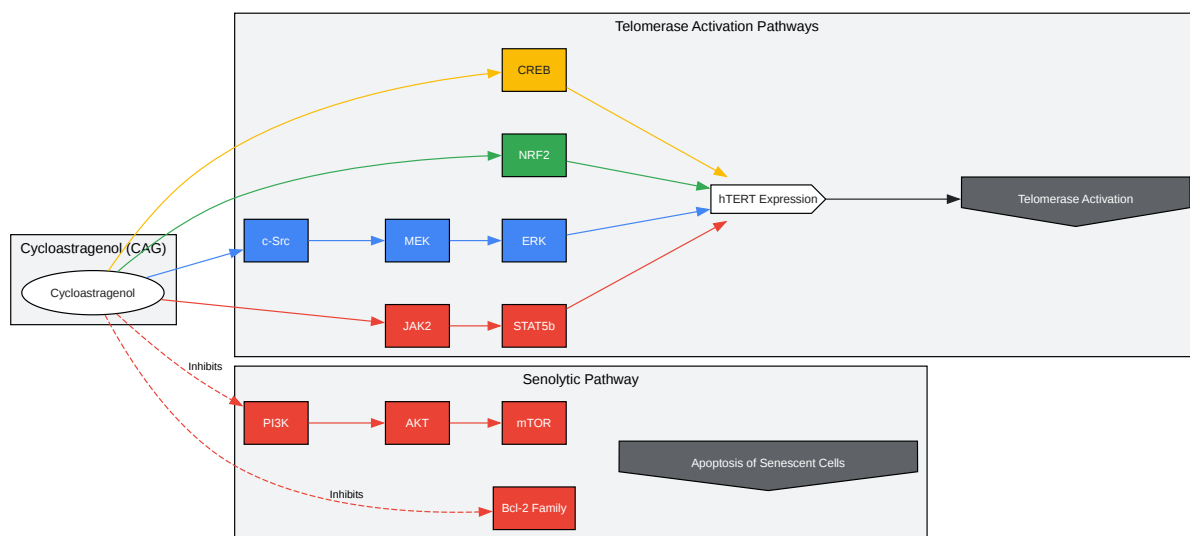 Telomerase Activation Pathways
CREB
NRF2
hTERT Expression
Telomerase Activation
Cycloastragenol (CAG)
c-Src
MEK
ERK
Cycloastragenol
JAK2
STAT5b
Inhibits
Senolytic Pathway
PI3K
AKT
mTOR
Apoptosis of Senescent Cells
Inhibits
Bcl-2 Family